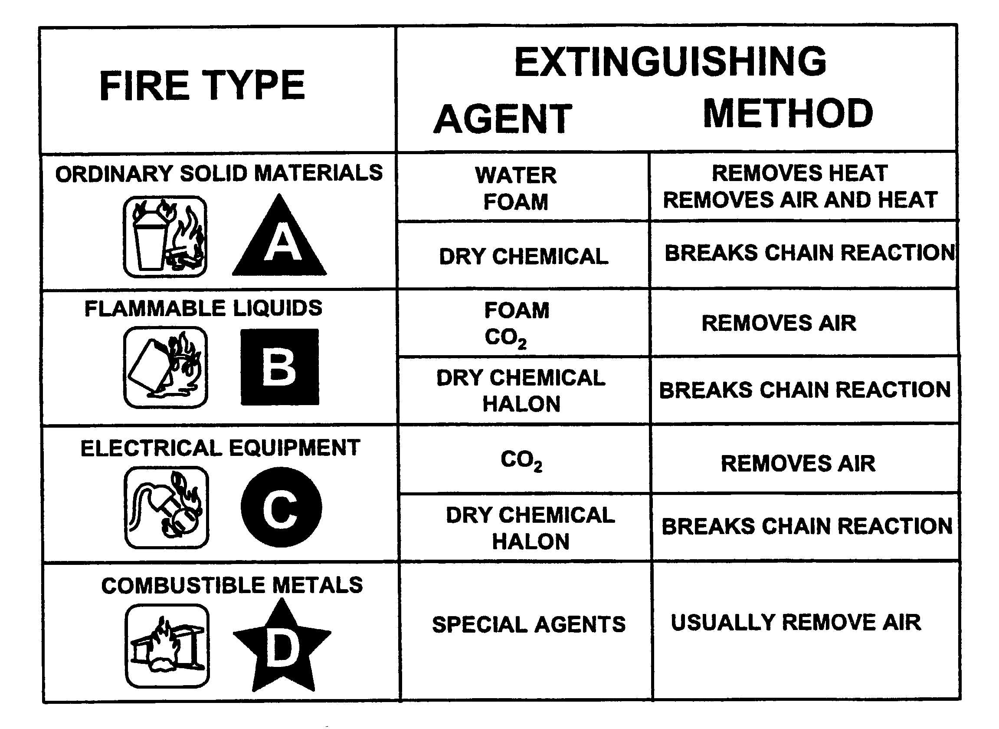 FIRE TYPE
EXTINGUISHING
AGENT METHOD
ORDINARY SOLID MATERIALS
A
WATER
FOAM
REMOVES HEAT
REMOVES AIR AND HEAT
DRY CHEMICAL
BREAKS CHAIN REACTION
FLAMMABLE LIQUIDS
B
FOAM
CO₂
REMOVES AIR
DRY CHEMICAL
HALON
BREAKS CHAIN REACTION
ELECTRICAL EQUIPMENT
C
CO₂
REMOVES AIR
DRY CHEMICAL
HALON
BREAKS CHAIN REACTION
COMBUSTIBLE METALS
D
SPECIAL AGENTS
USUALLY REMOVE AIR